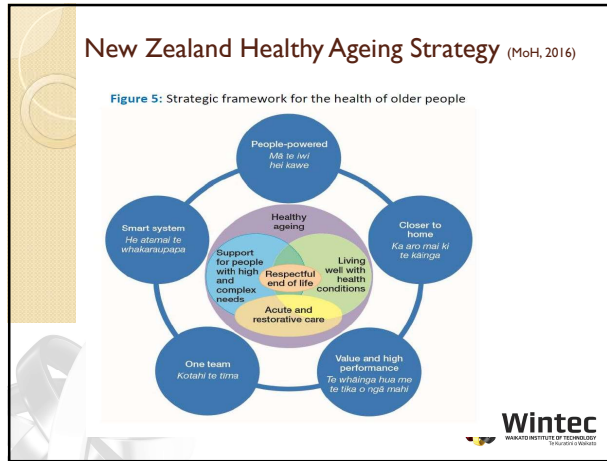 New Zealand Healthy Ageing Strategy (MoH, 2016)
Figure 5: Strategic framework for the health of older people
People-powered
Mā te iwi
hei kawe
Smart system
He atamai te
whakaraupapa
Closer to
home
Ka aro mai ki
te kāinga
Healthy
ageing
Support
for people
with high
and
complex
needs
Respectful
end of life
Living
well with
health
conditions
Acute and
restorative care
One team
Kotahi te tima
Value and high
performance
Te whāinga hua me
te tika o ngā mahi
Wintec
WAIKATO INSTITUTE OF TECHNOLOGY
Te Kuratini o Waikato